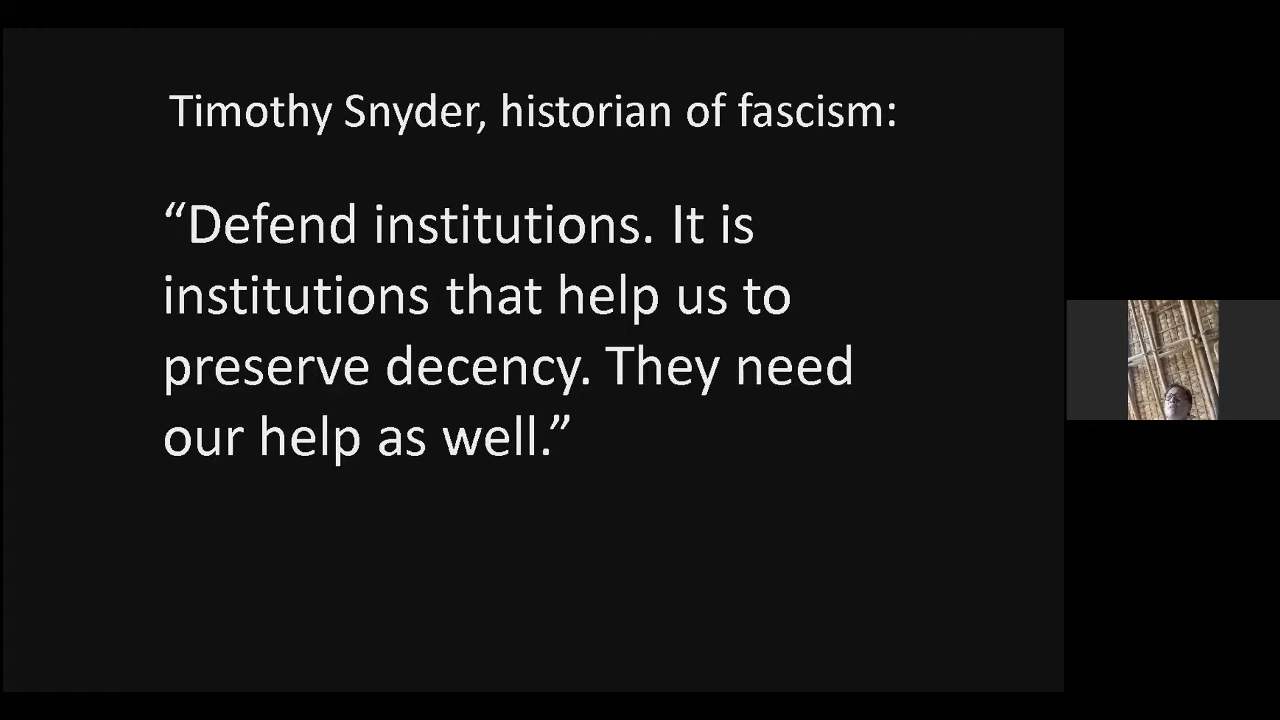 Timothy Snyder, historian of fascism:
“Defend institutions. It is
institutions that help us to
preserve decency. They need
our help as well.”